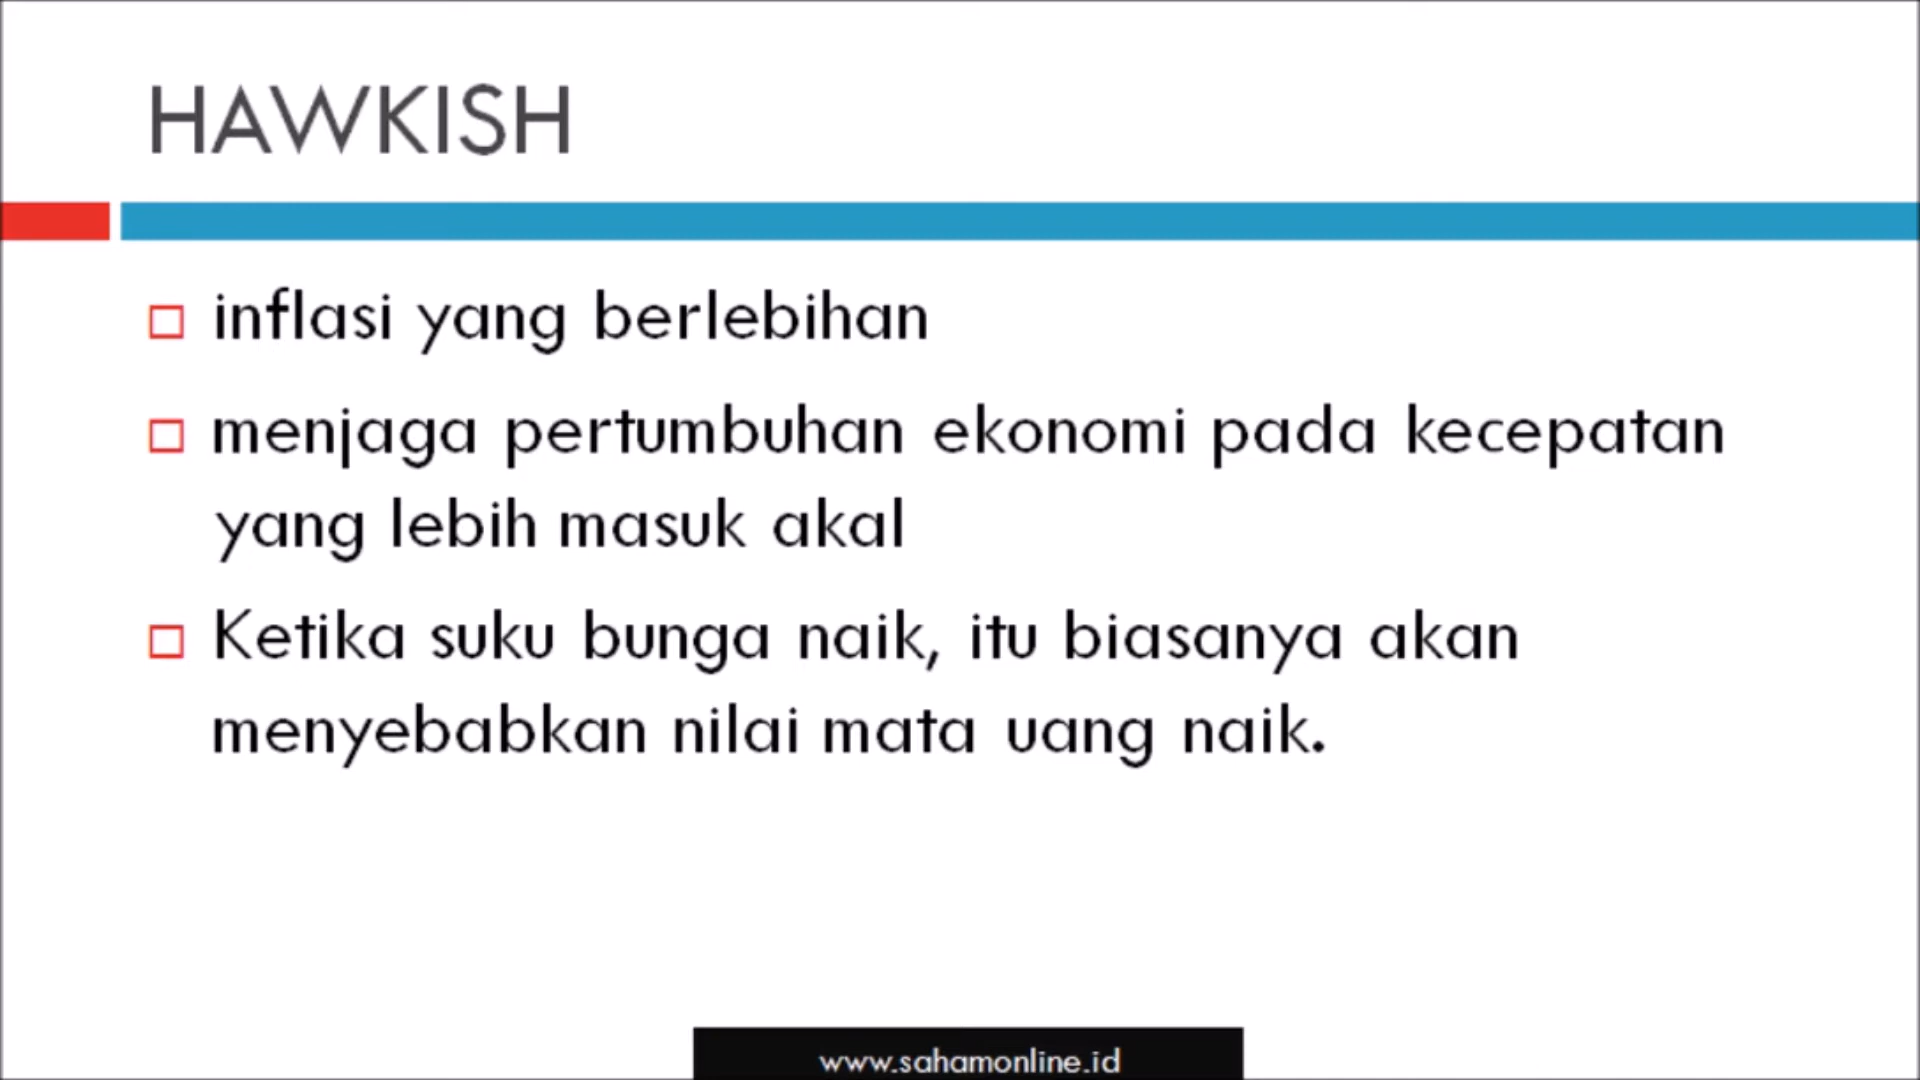 HAWKISH
inflasi yang berlebihan
menjaga pertumbuhan ekonomi pada kecepatan
yang lebih masuk akal
Ketika suku bunga naik, itu biasanya akan
menyebabkan nilai mata uang naik.
www.sahamonline.id